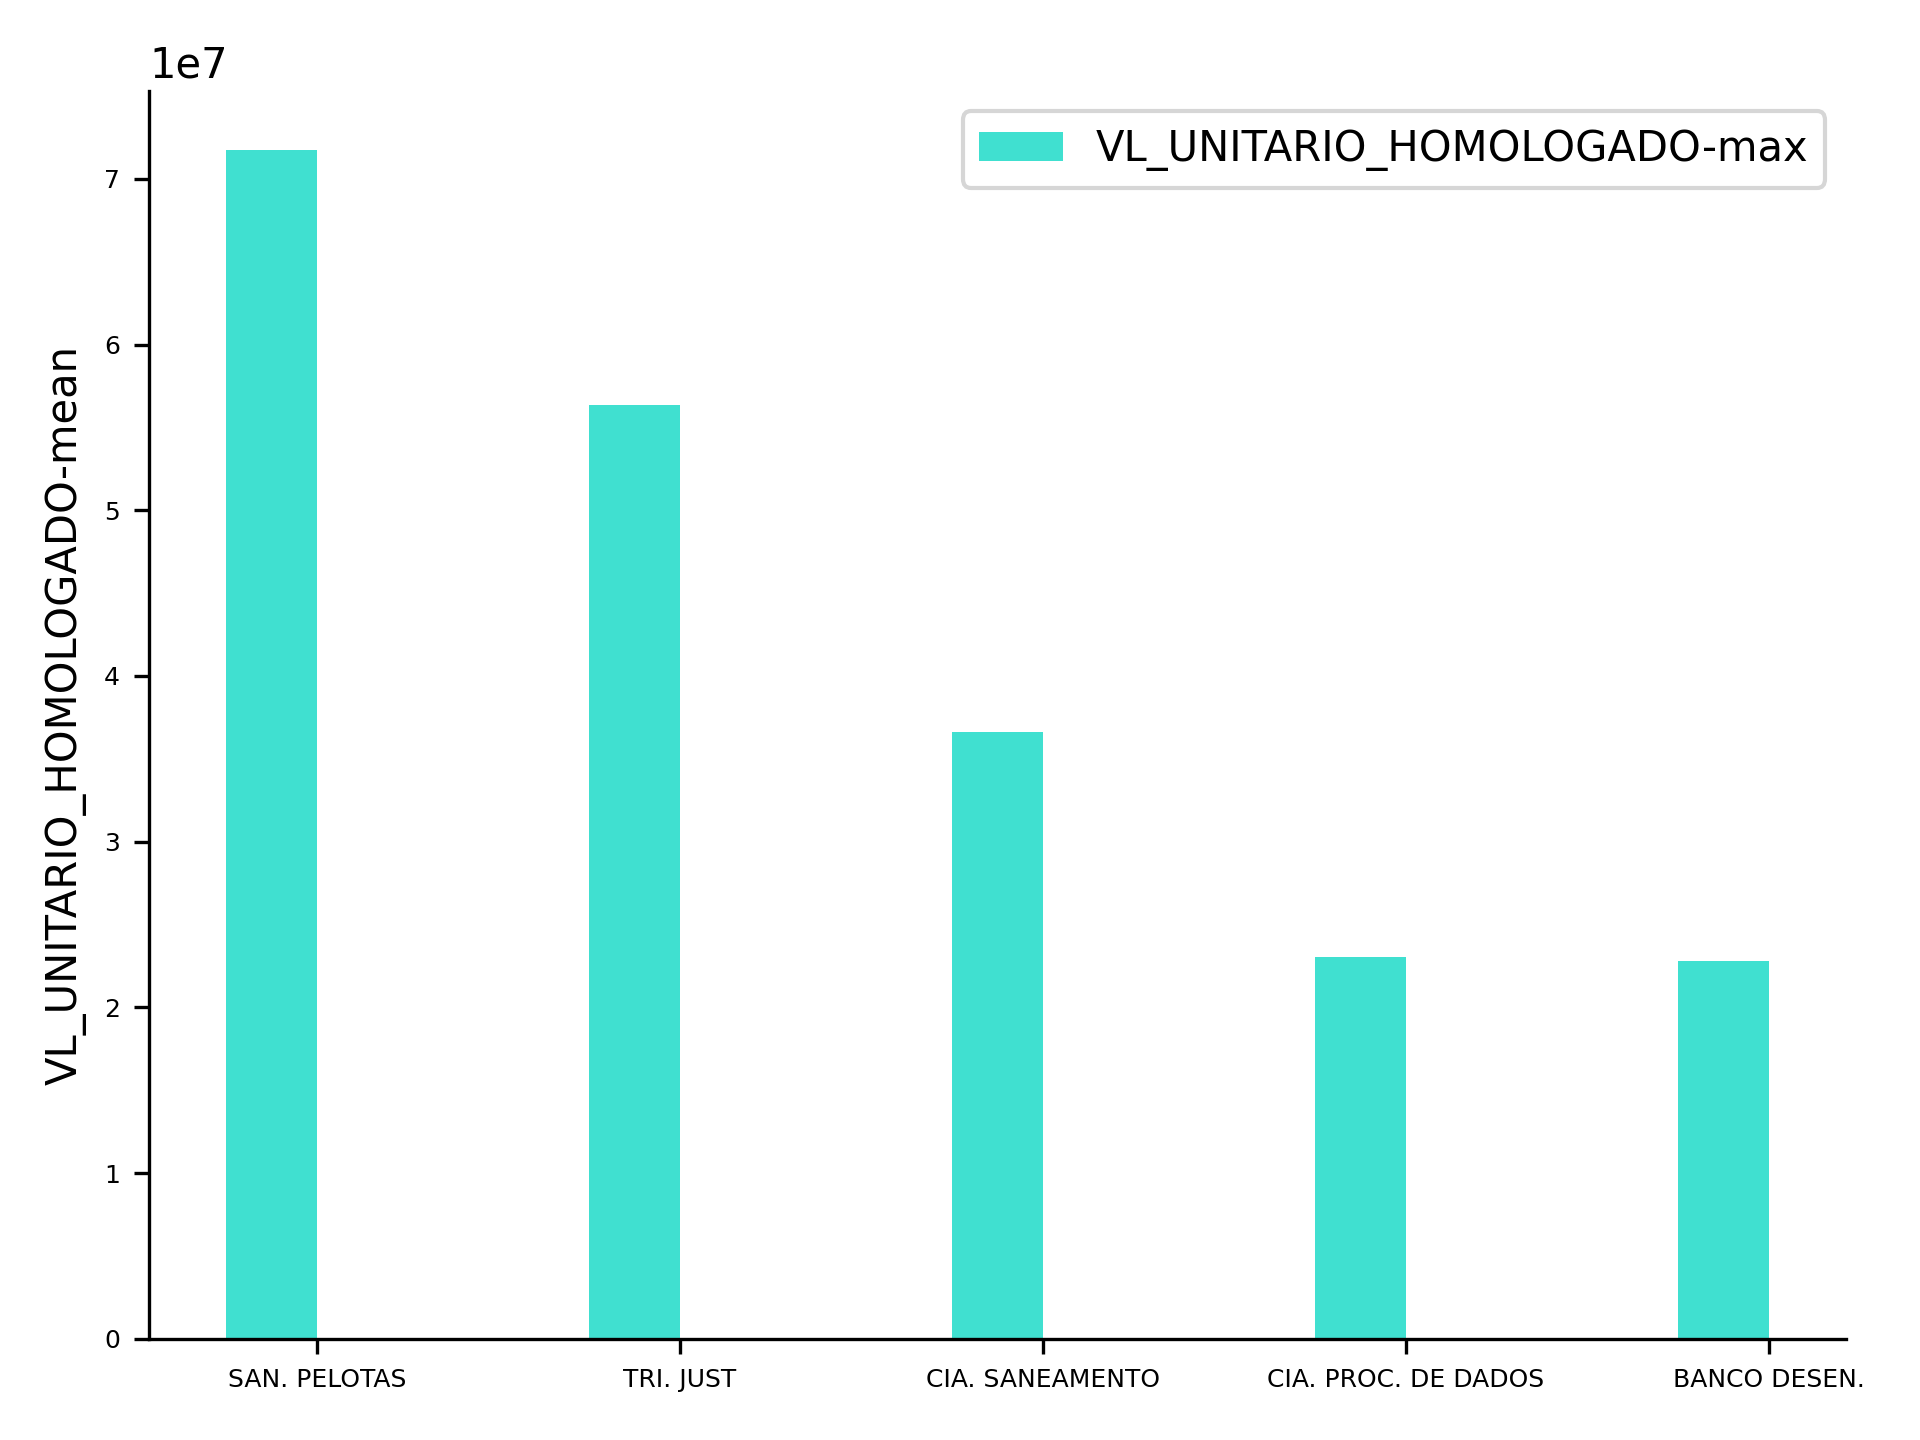 1e7
VL_UNITARIO_HOMOLOGADO-max
VL_UNITARIO_HOMOLOGADO-mean
7
6
5
4
3
2
1
0
SAN. PELOTAS
TRI. JUST
CIA. SANEAMENTO
CIA. PROC. DE DADOS
BANCO DESEN.